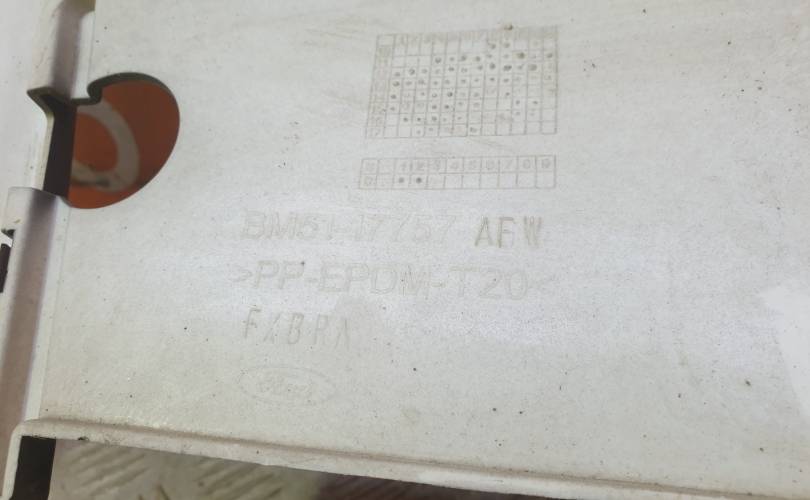 BM51-17757 AFW
>PP-EPDM-T20<
FXBRA
Ford